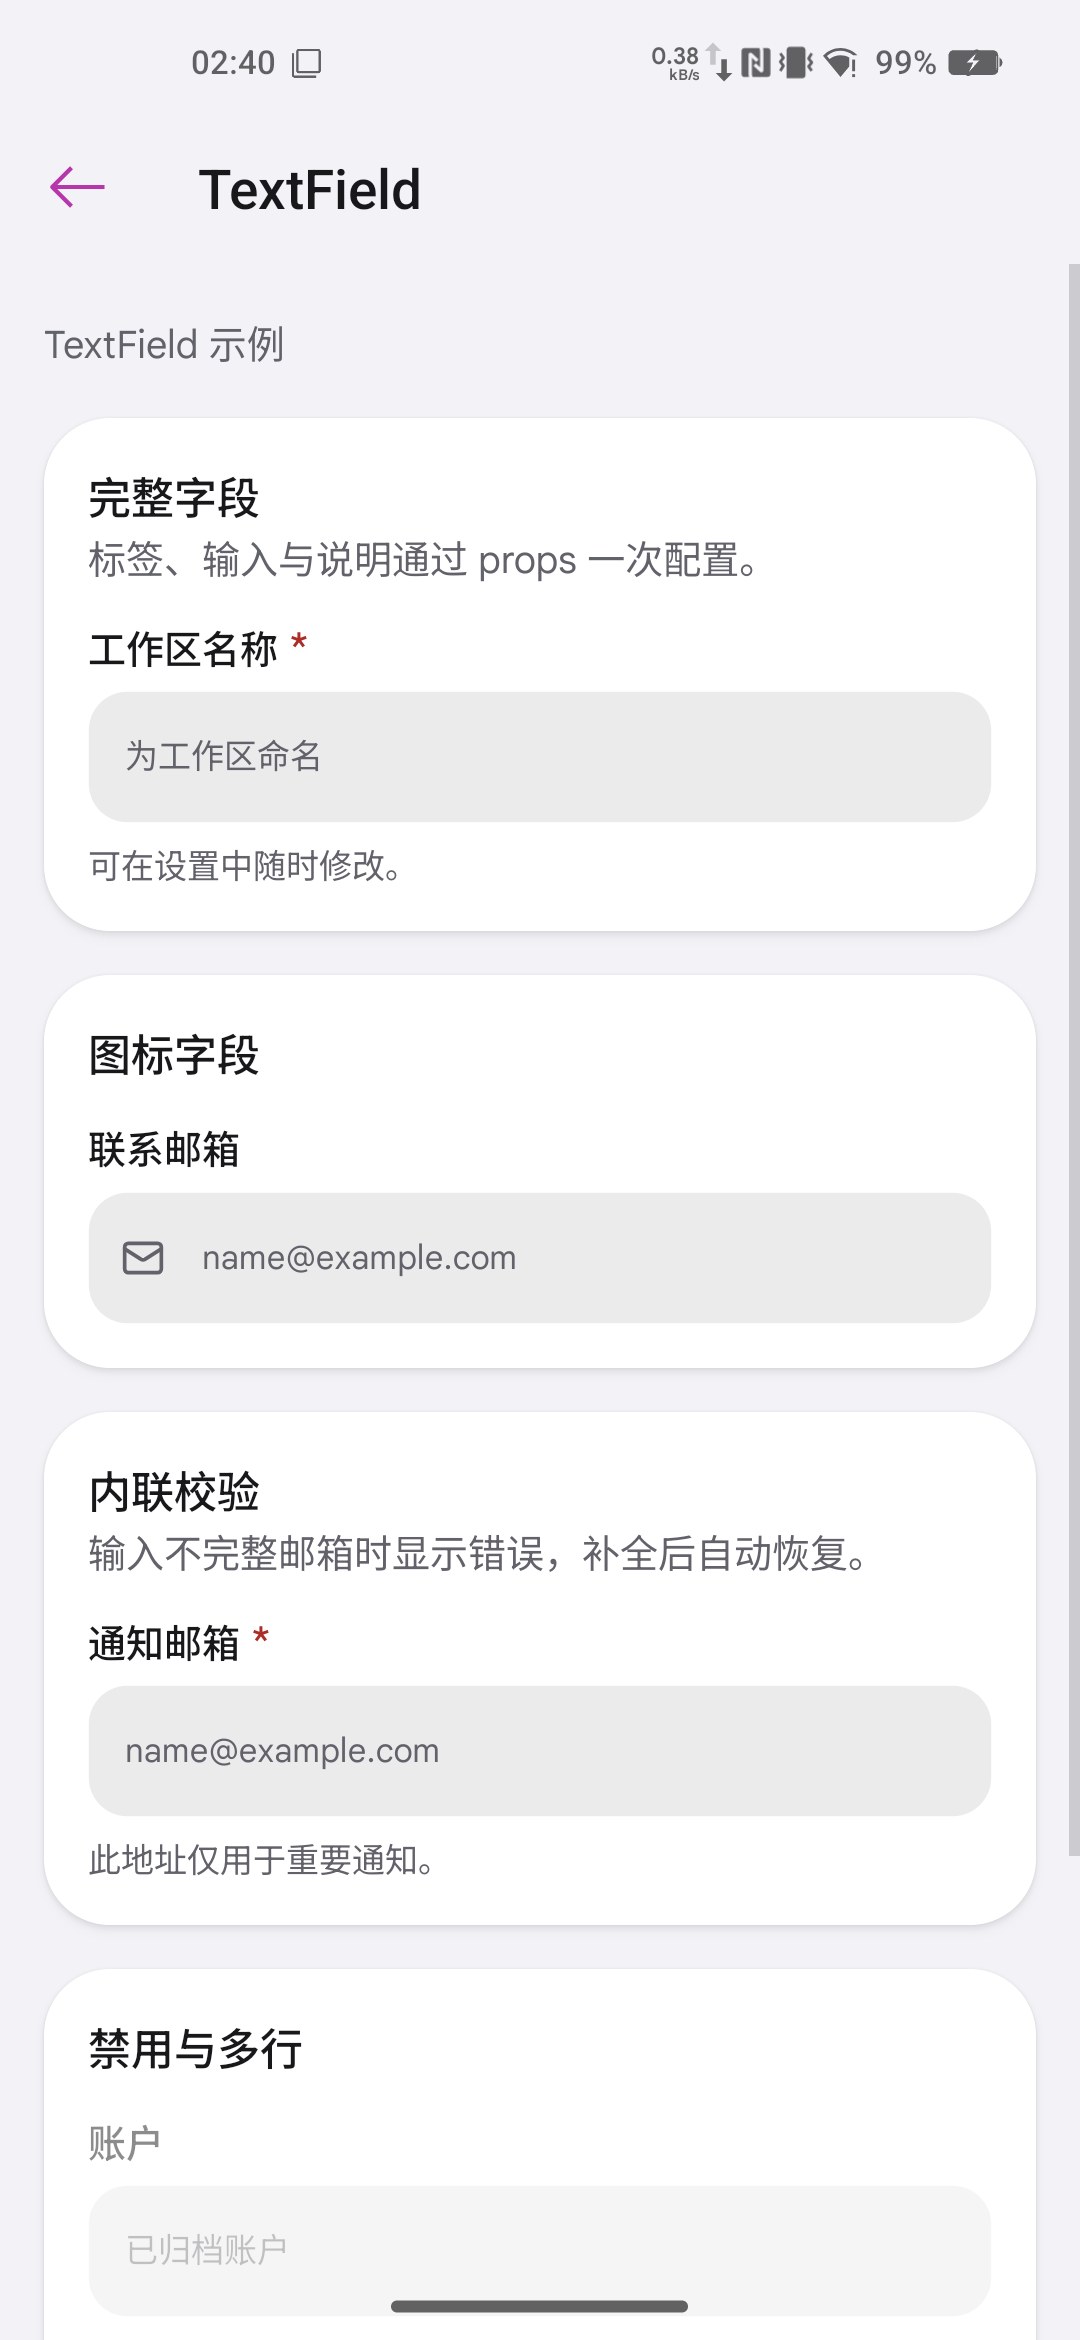 02:40
0.38
kB/s
99%
TextField
TextField 示例
完整字段
标签、输入与说明通过 props 一次配置。
工作区名称 *
为工作区命名
可在设置中随时修改。
图标字段
联系邮箱
name@example.com
内联校验
输入不完整邮箱时显示错误，补全后自动恢复。
通知邮箱 *
name@example.com
此地址仅用于重要通知。
禁用与多行
账户
已归档账户